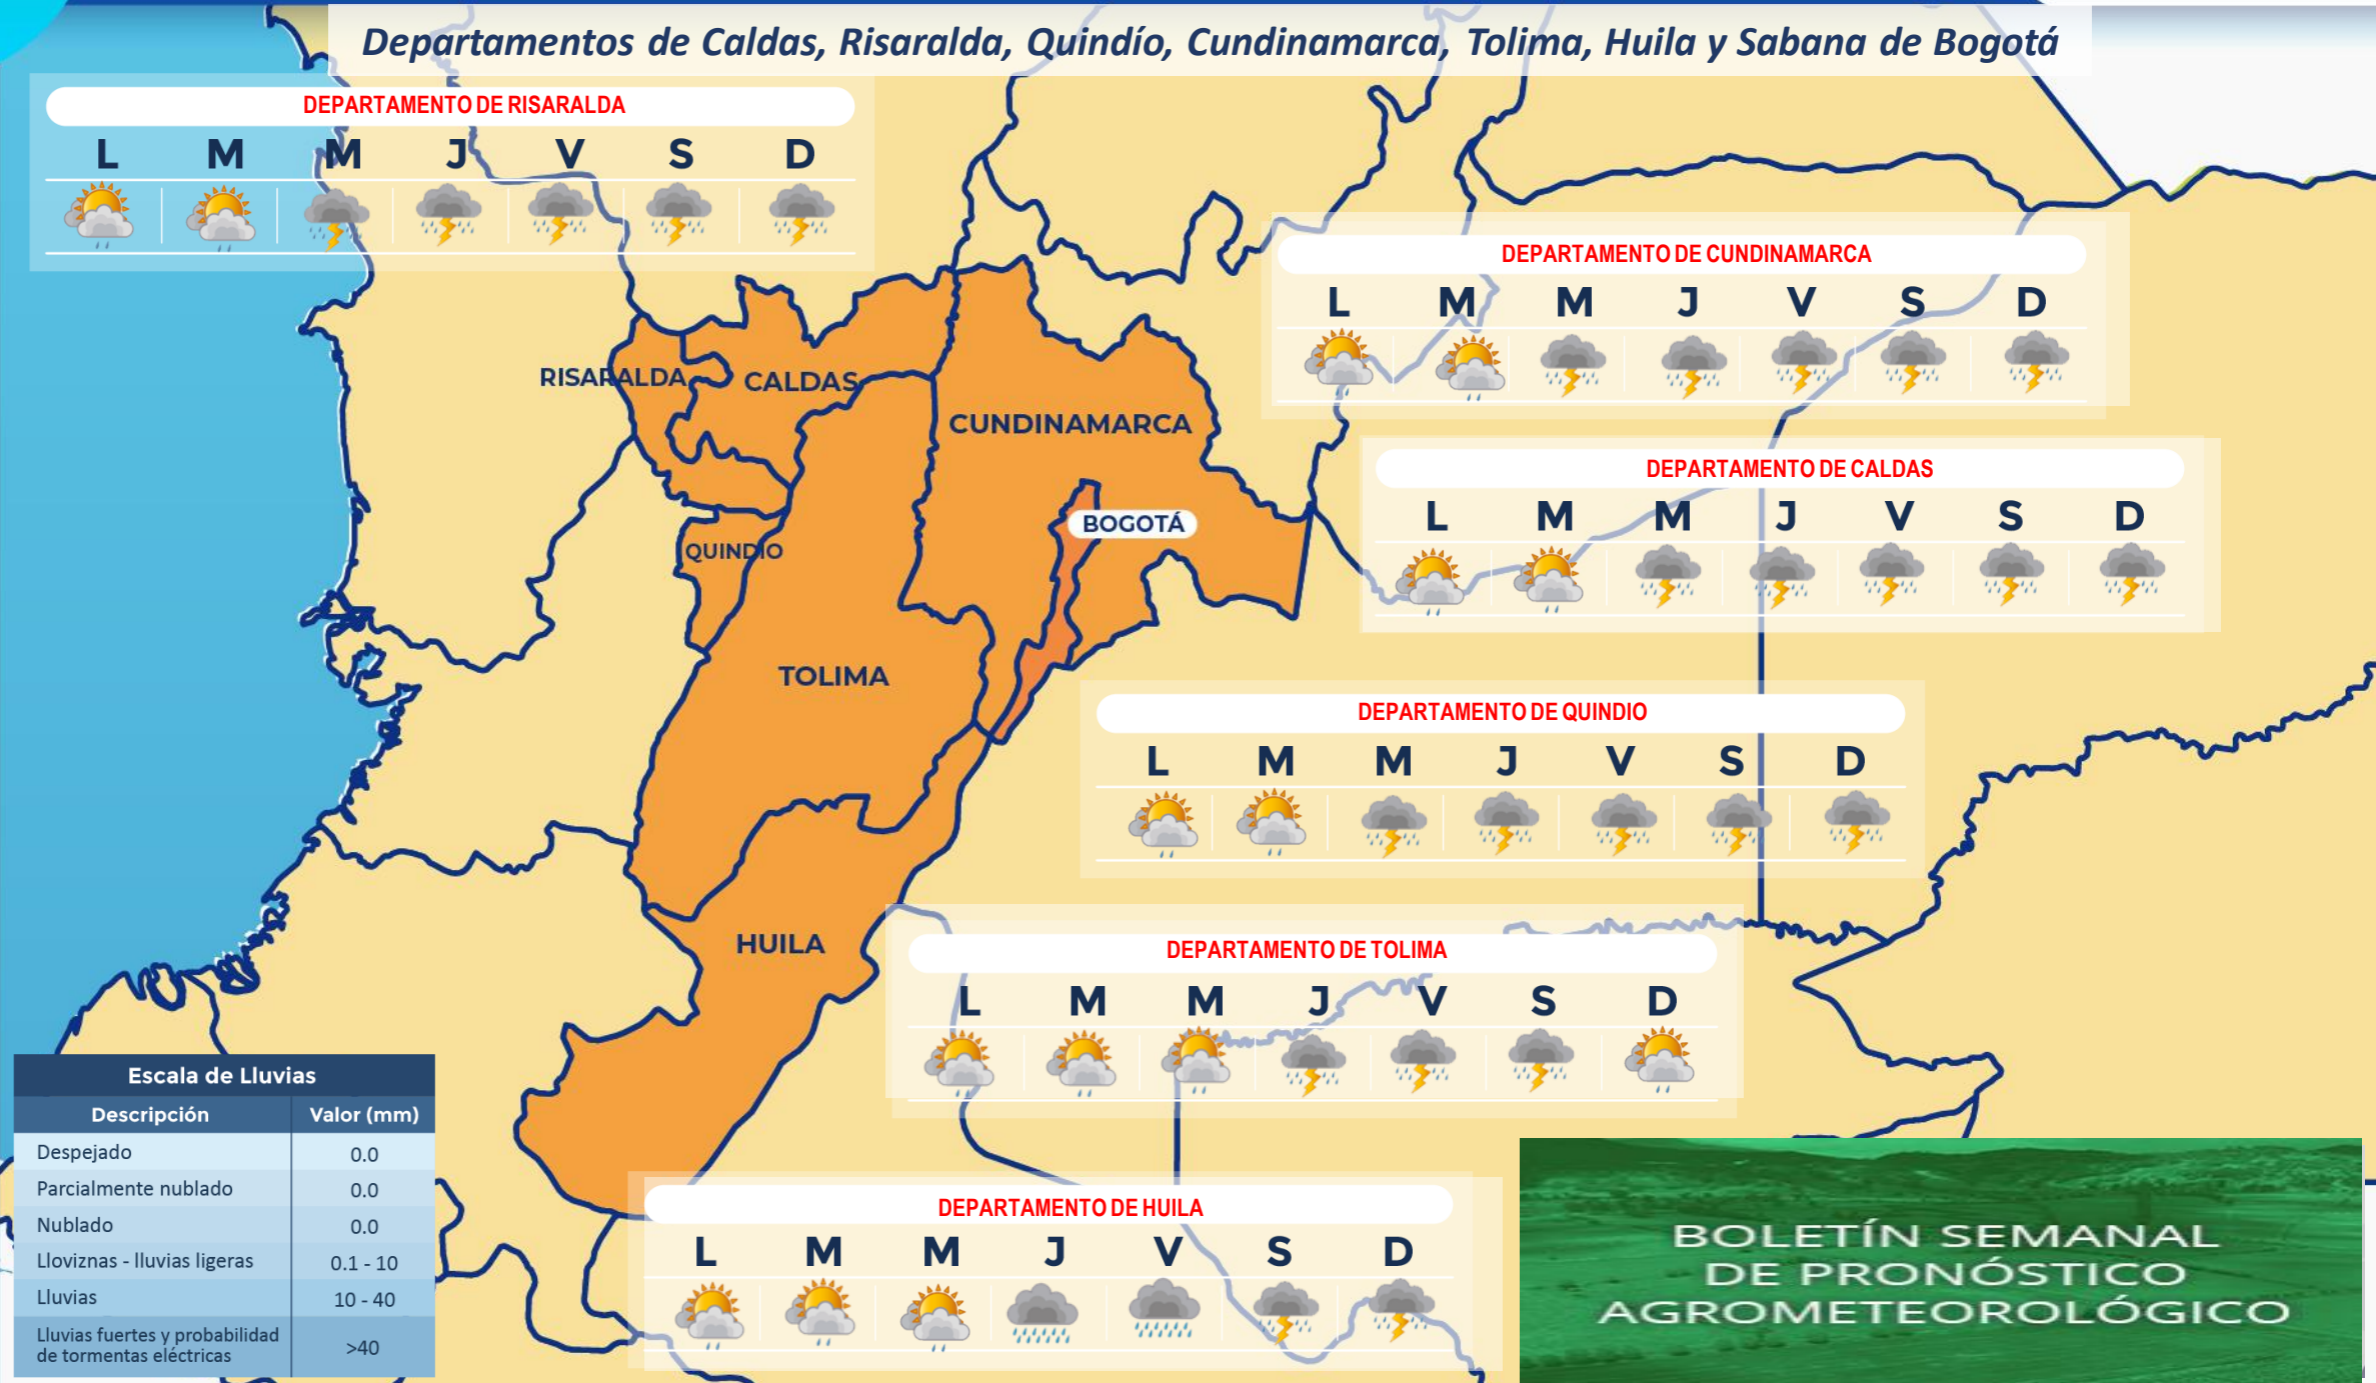 Departamentos de Caldas, Risaralda, Quindío, Cundinamarca, Tolima, Huila y Sabana de Bogotá
DEPARTAMENTO DE RISARALDA
L M M J V S D
DEPARTAMENTO DE CUNDINAMARCA
L M M J V S D
RISARALDA
CALDAS
CUNDINAMARCA
BOGOTÁ
QUINDIO
TOLIMA
HUILA
DEPARTAMENTO DE CALDAS
L M M J V S D
DEPARTAMENTO DE QUINDIO
L M M J V S D
DEPARTAMENTO DE TOLIMA
L M M J V S D
DEPARTAMENTO DE HUILA
L M M J V S D
Escala de Lluvias
Descripción Valor (mm)
Despejado 0.0
Parcialmente nublado 0.0
Nublado 0.0
Lloviznas - lluvias ligeras 0.1 - 10
Lluvias 10 - 40
Lluvias fuertes y probabilidad
de tormentas eléctricas >40
BOLETÍN SEMANAL
DE PRONÓSTICO
AGROMETEOROLÓGICO